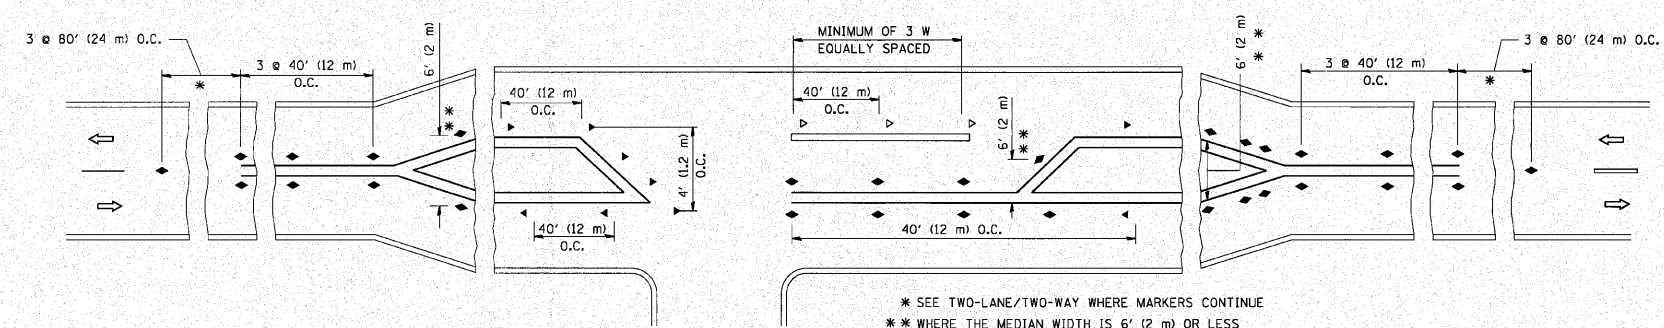 3 @ 80' (24 m) O.C.
*
3 @ 40' (12 m)
O.C.
6' (2 m)
* *
40' (12 m)
O.C.
4' (1.2 m)
O.C.
40' (12 m)
O.C.
MINIMUM OF 3 W
EQUALLY SPACED
40' (12 m)
O.C.
6' (2 m)
* *
40' (12 m) O.C.
6' (2 m)
* *
3 @ 40' (12 m)
O.C.
*
3 @ 80' (24 m) O.C.
* SEE TWO-LANE/TWO-WAY WHERE MARKERS CONTINUE
* * WHERE THE MEDIAN WIDTH IS 6' (2 m) OR LESS